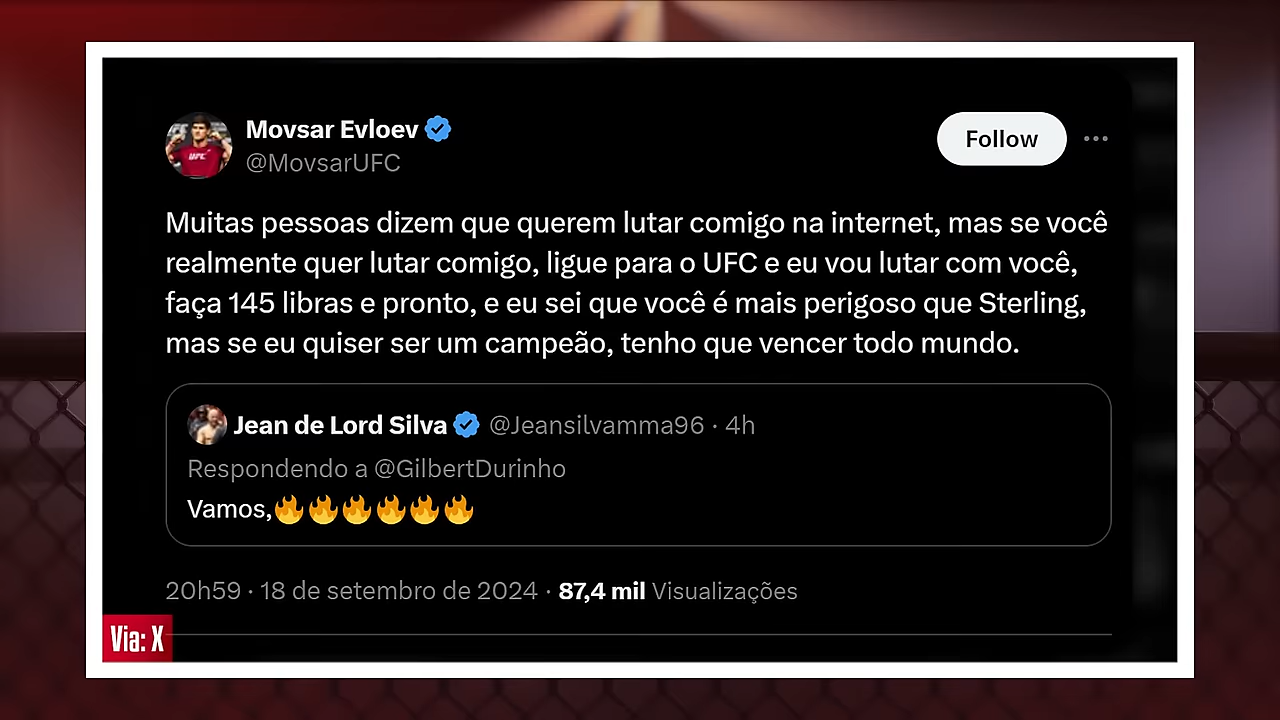 Movsar Evloev
@MovsarUFC
Follow
Muitas pessoas dizem que querem lutar comigo na internet, mas se você
realmente quer lutar comigo, ligue para o UFC e eu vou lutar com você,
faça 145 libras e pronto, e eu sei que você é mais perigoso que Sterling,
mas se eu quiser ser um campeão, tenho que vencer todo mundo.
Jean de Lord Silva @Jeansilvamma96 · 4h
Respondendo a @GilbertDurinho
Vamos,🔥🔥🔥🔥🔥🔥
20h59 · 18 de setembro de 2024 · 87,4 mil Visualizações
Via: X